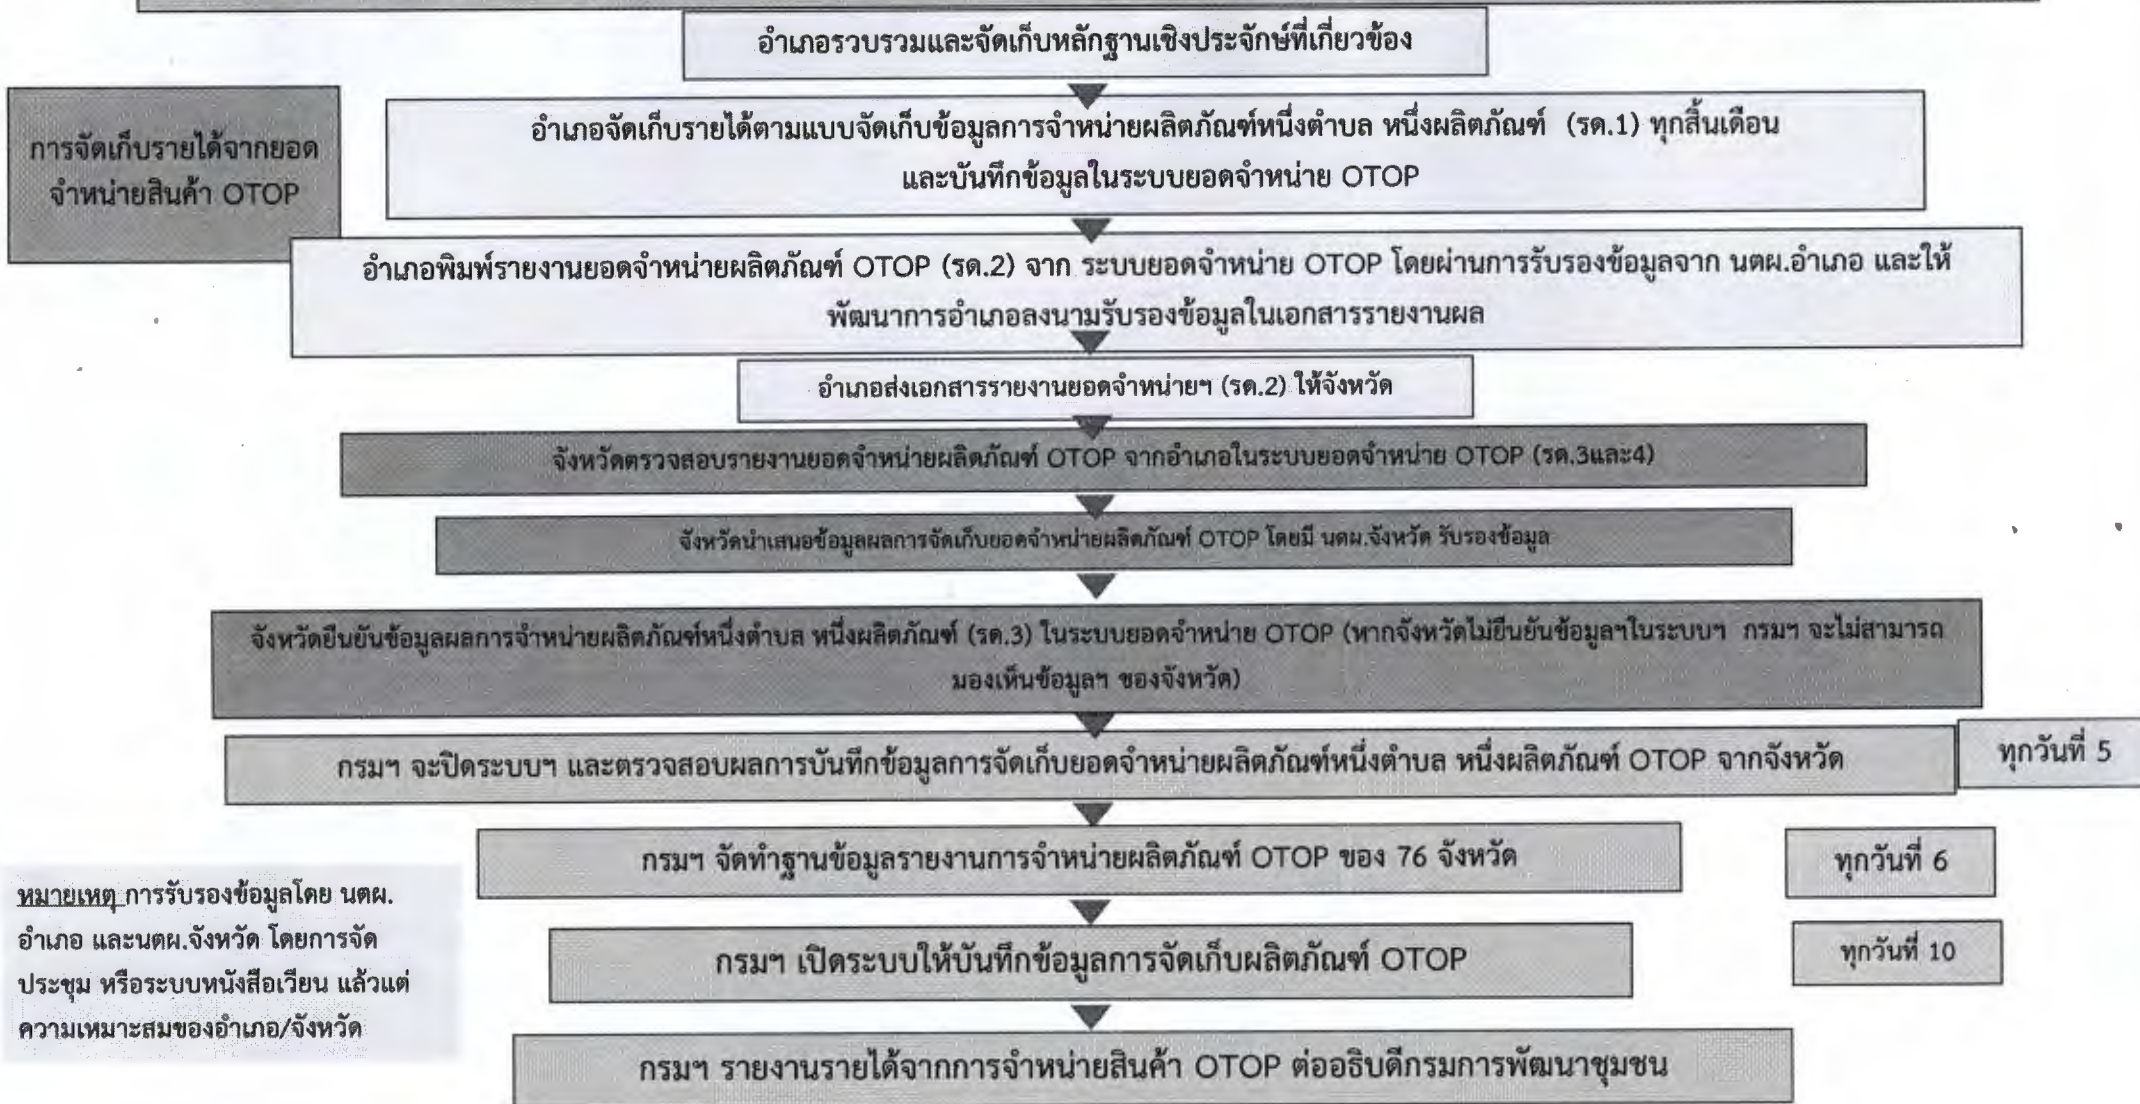 อำเภอรวบรวมและจัดเก็บหลักฐานเชิงประจักษ์ที่เกี่ยวข้อง
การจัดเก็บรายได้จากยอด
จำหน่ายสินค้า OTOP
อำเภอจัดเก็บรายได้ตามแบบจัดเก็บข้อมูลการจำหน่ายผลิตภัณฑ์หนึ่งตำบล หนึ่งผลิตภัณฑ์ (รด.1) ทุกสิ้นเดือน
และบันทึกข้อมูลในระบบยอดจำหน่าย OTOP
อำเภอพิมพ์รายงานยอดจำหน่ายผลิตภัณฑ์ OTOP (รด.2) จาก ระบบยอดจำหน่าย OTOP โดยผ่านการรับรองข้อมูลจาก นตผ.อำเภอ และให้
พัฒนาการอำเภอลงนามรับรองข้อมูลในเอกสารรายงานผล
อำเภอส่งเอกสารรายงานยอดจำหน่ายฯ (รด.2) ให้จังหวัด
จังหวัดตรวจสอบรายงานยอดจำหน่ายผลิตภัณฑ์ OTOP จากอำเภอในระบบยอดจำหน่าย OTOP (รด.3และ4)
จังหวัดนำเสนอข้อมูลผลการจัดเก็บยอดจำหน่ายผลิตภัณฑ์ OTOP โดยมี นตผ.จังหวัด รับรองข้อมูล
จังหวัดยืนยันข้อมูลผลการจำหน่ายผลิตภัณฑ์หนึ่งตำบล หนึ่งผลิตภัณฑ์ (รด.3) ในระบบยอดจำหน่าย OTOP (หากจังหวัดไม่ยืนยันข้อมูลฯในระบบฯ กรมฯ จะไม่สามารถ
มองเห็นข้อมูลฯ ของจังหวัด)
กรมฯ จะปิดระบบฯ และตรวจสอบผลการบันทึกข้อมูลการจัดเก็บยอดจำหน่ายผลิตภัณฑ์หนึ่งตำบล หนึ่งผลิตภัณฑ์ OTOP จากจังหวัด
ทุกวันที่ 5
กรมฯ จัดทำฐานข้อมูลรายงานการจำหน่ายผลิตภัณฑ์ OTOP ของ 76 จังหวัด
ทุกวันที่ 6
กรมฯ เปิดระบบให้บันทึกข้อมูลการจัดเก็บผลิตภัณฑ์ OTOP
ทุกวันที่ 10
กรมฯ รายงานรายได้จากการจำหน่ายสินค้า OTOP ต่ออธิบดีกรมการพัฒนาชุมชน
หมายเหตุ การรับรองข้อมูลโดย นตผ.
อำเภอ และนตผ.จังหวัด โดยการจัด
ประชุม หรือระบบหนังสือเวียน แล้วแต่
ความเหมาะสมของอำเภอ/จังหวัด